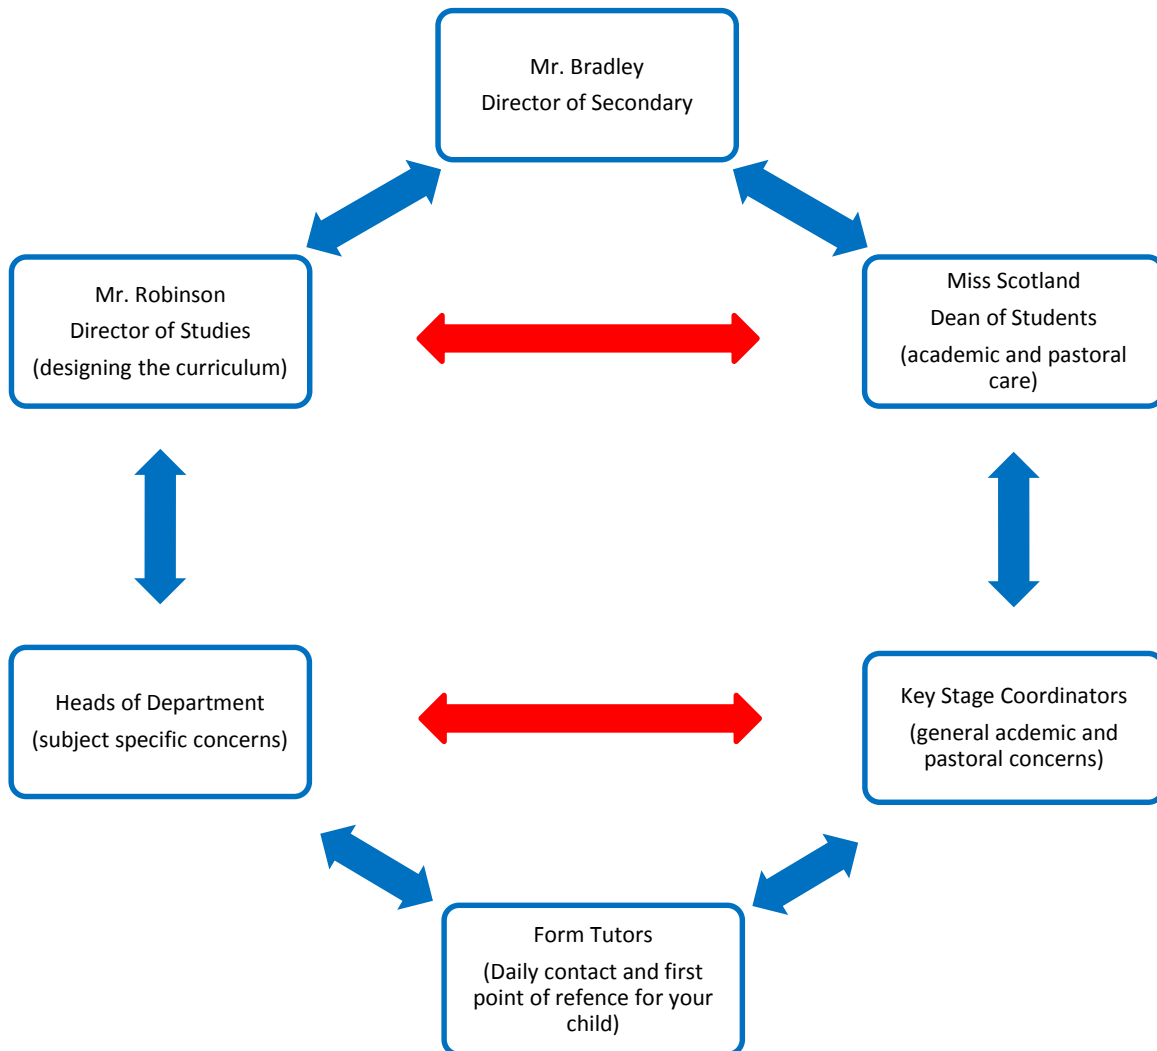 Mr. Bradley
Director of Secondary
Mr. Robinson
Director of Studies
(designing the curriculum)
Miss Scotland
Dean of Students
(academic and pastoral
care)
Heads of Department
(subject specific concerns)
Key Stage Coordinators
(general acdemic and
pastoral concerns)
Form Tutors
(Daily contact and first
point of refence for your
child)